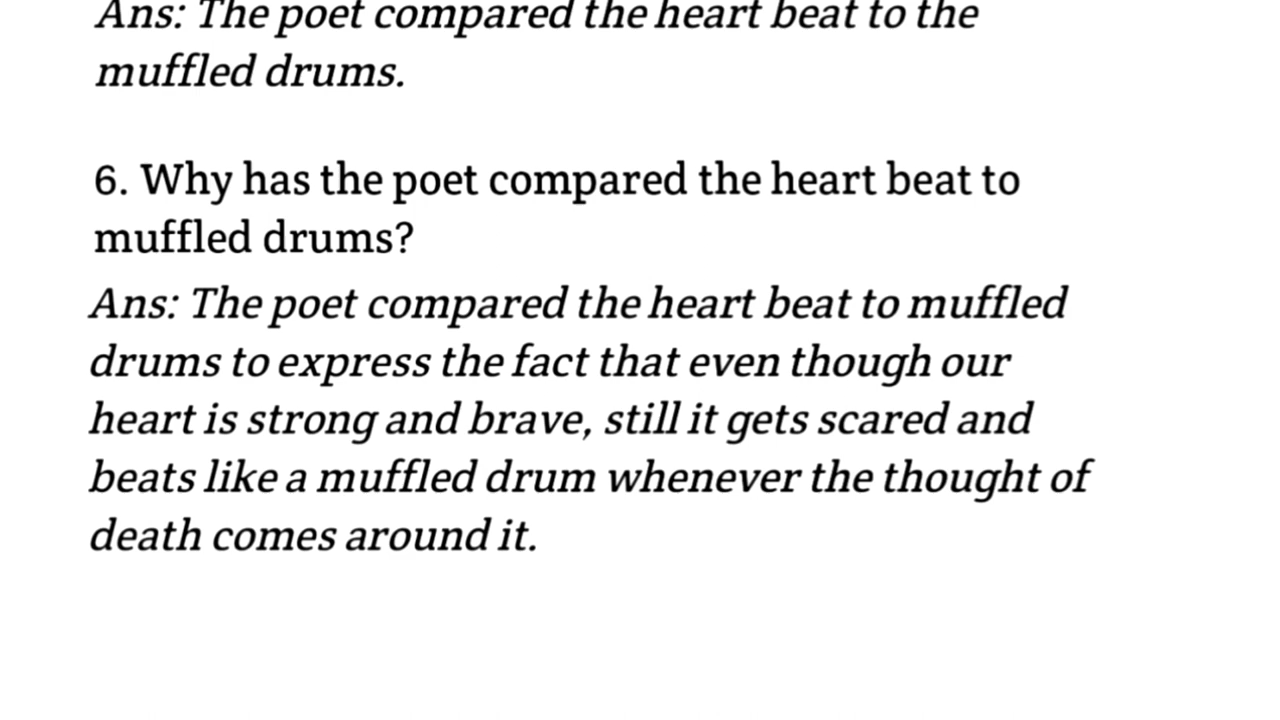 Ans: The poet compared the heart beat to the
muffled drums.
6. Why has the poet compared the heart beat to
muffled drums?
Ans: The poet compared the heart beat to muffled
drums to express the fact that even though our
heart is strong and brave, still it gets scared and
beats like a muffled drum whenever the thought of
death comes around it.